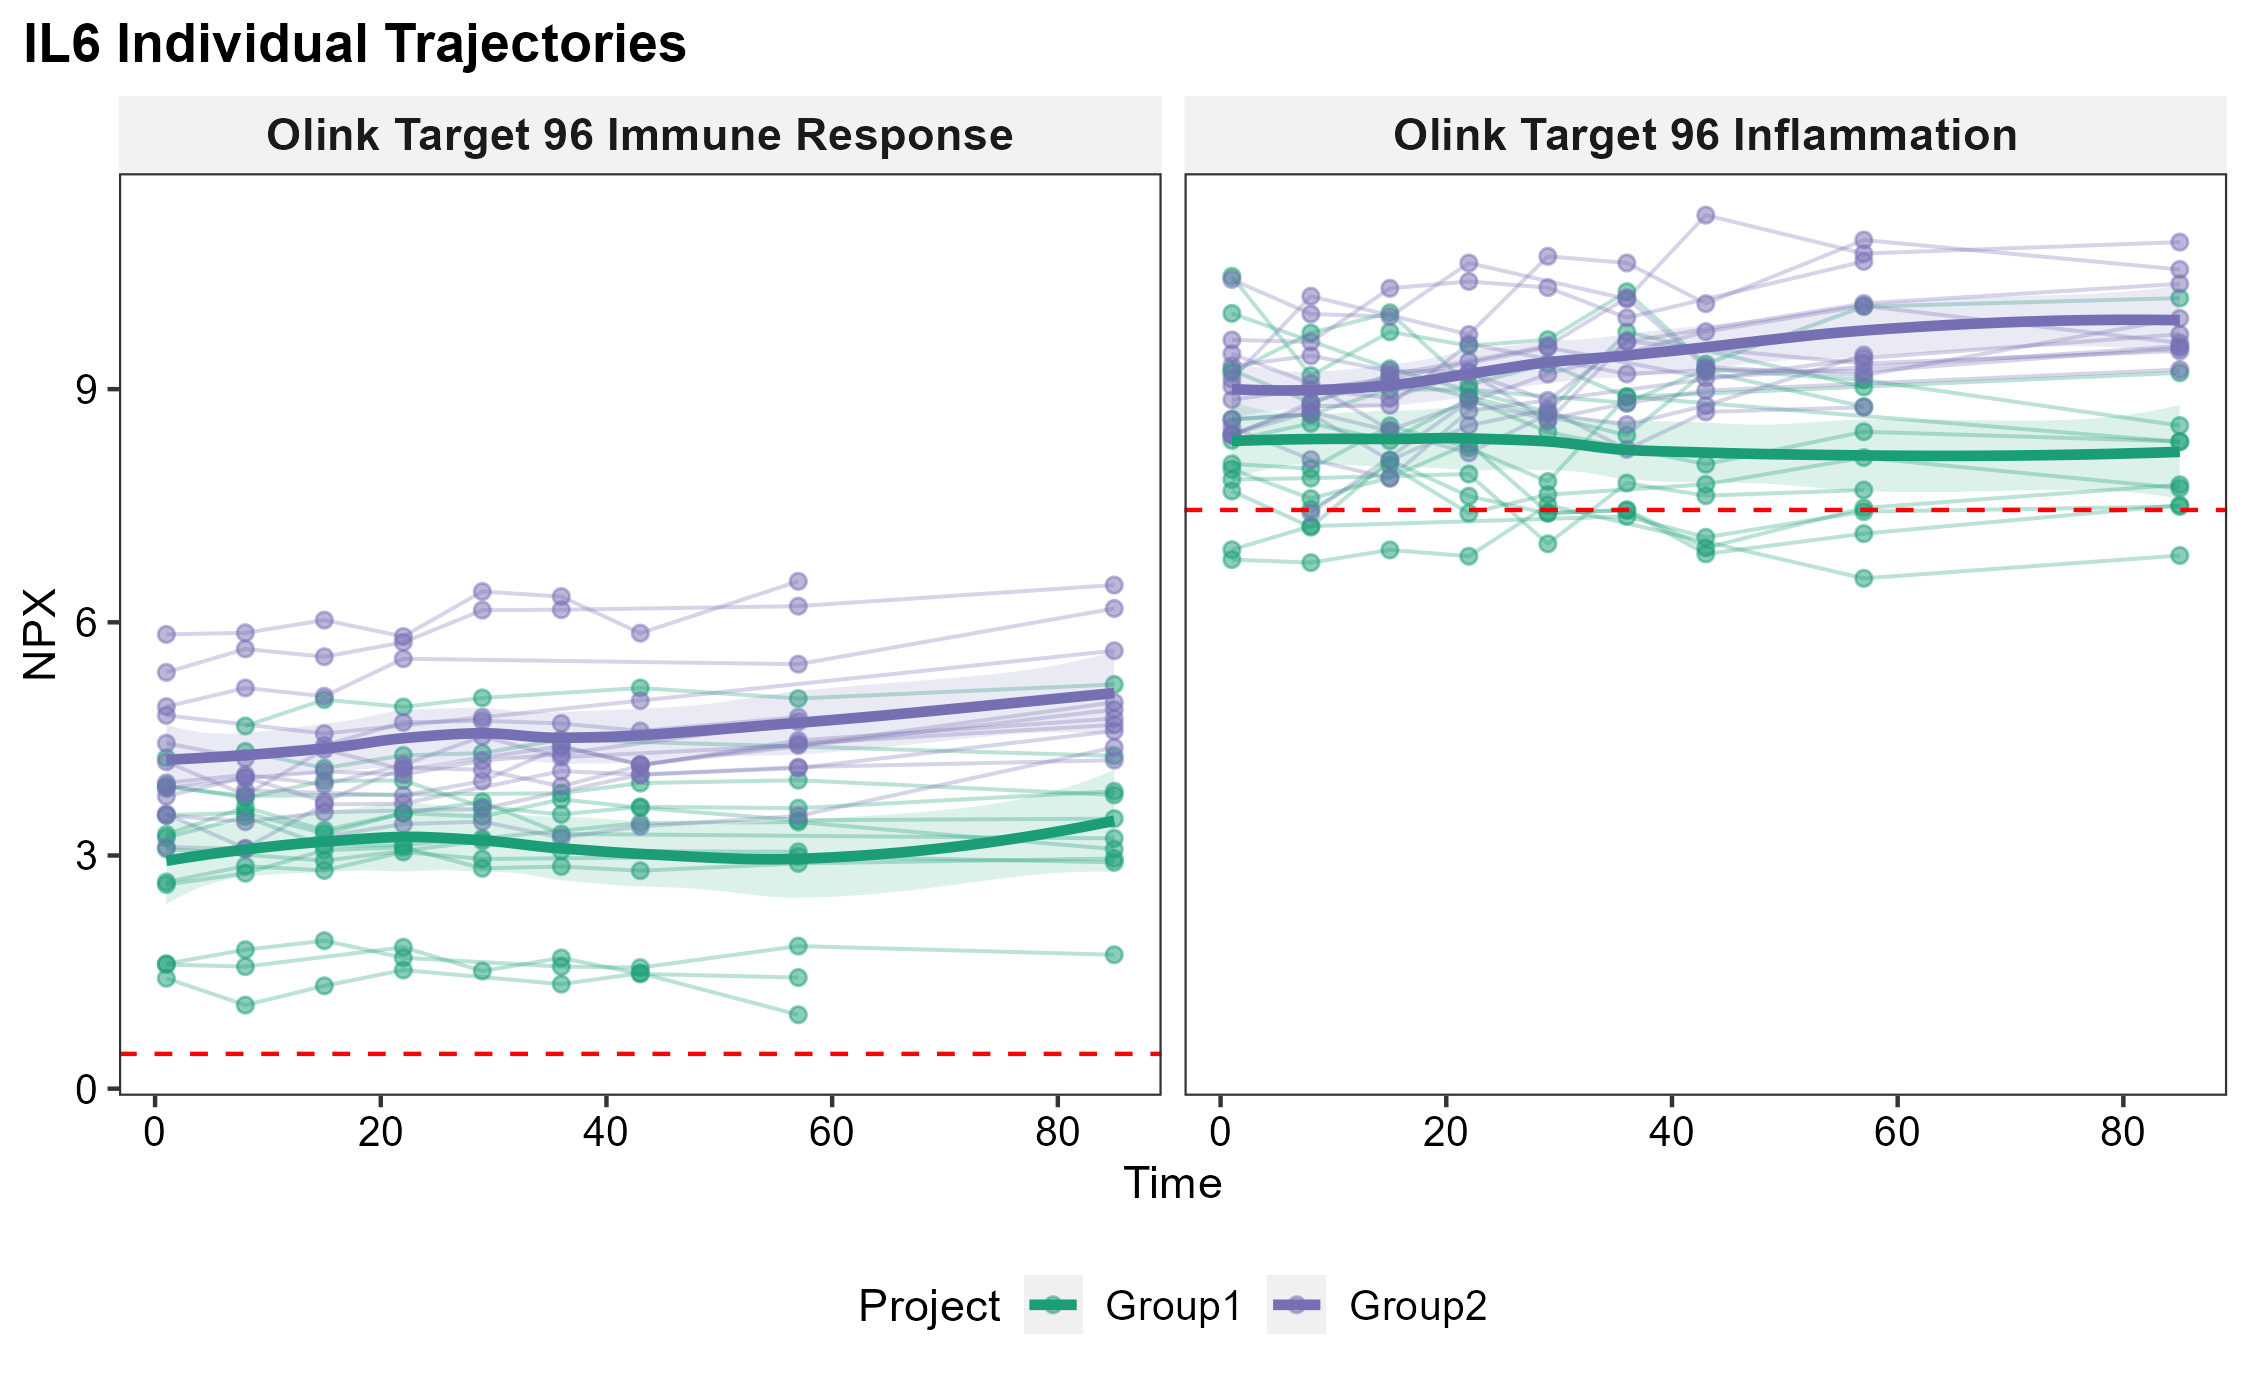 IL6 Individual Trajectories
Olink Target 96 Immune Response
Olink Target 96 Inflammation
NPX
9
6
3
0
0 20 40 60 80
0 20 40 60 80
Time
Project Group1 Group2